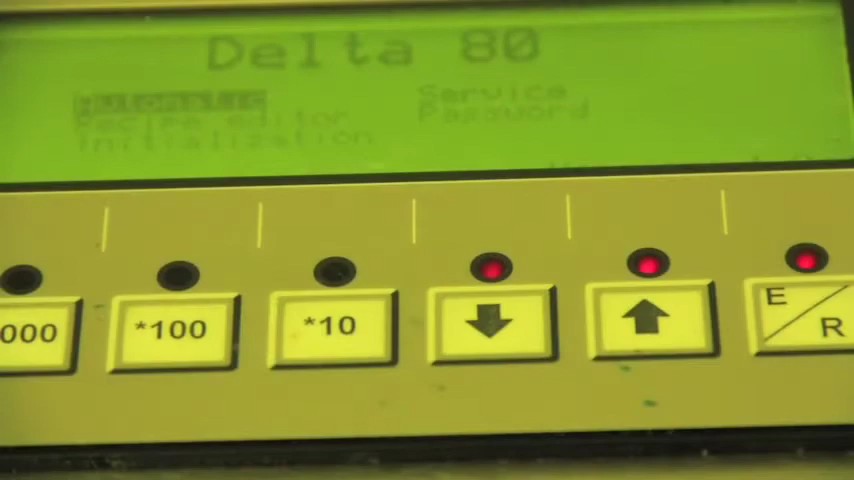 Delta 80
Automatic Service
Recipe editor Password
Initialization
000 *100 *10 E/R